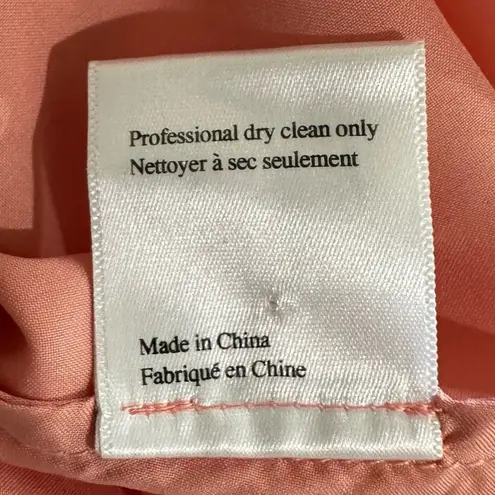 Professional dry clean only
Nettoyer à sec seulement
Made in China
Fabriqué en Chine